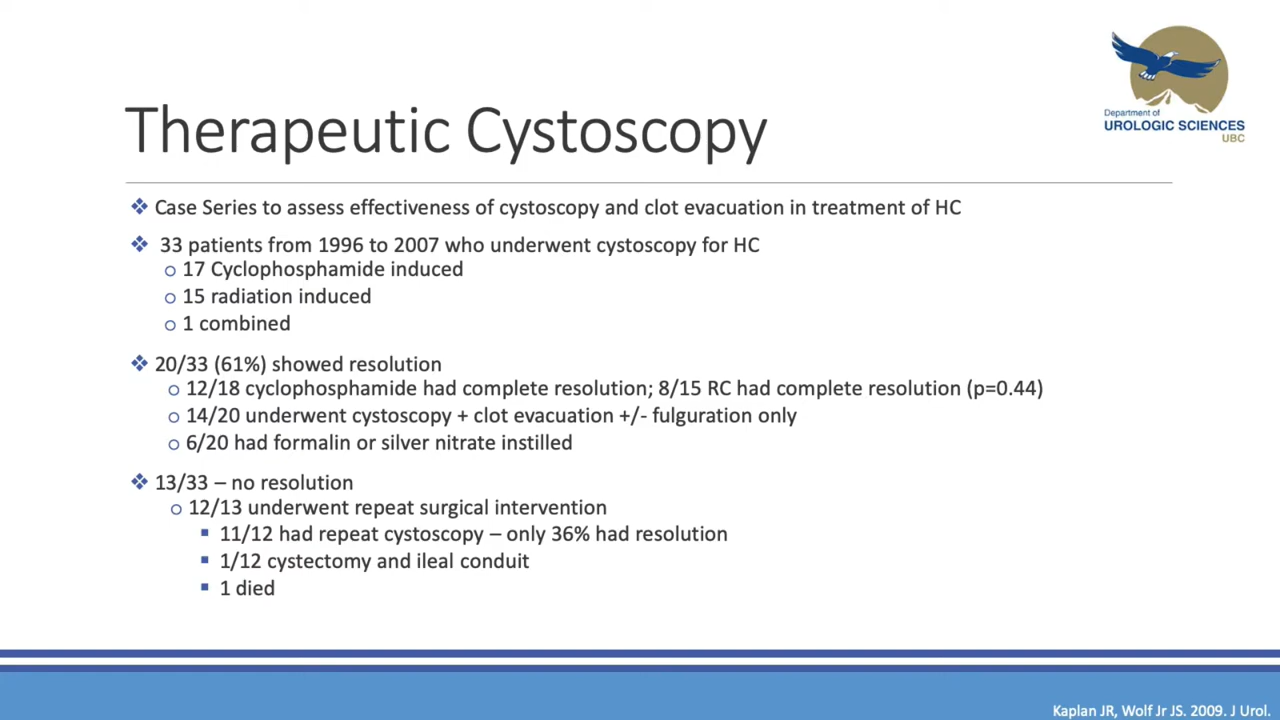 Department of
UROLOGIC SCIENCES
UBC
Therapeutic Cystoscopy
❖ Case Series to assess effectiveness of cystoscopy and clot evacuation in treatment of HC
❖ 33 patients from 1996 to 2007 who underwent cystoscopy for HC
o 17 Cyclophosphamide induced
o 15 radiation induced
o 1 combined
❖ 20/33 (61%) showed resolution
o 12/18 cyclophosphamide had complete resolution; 8/15 RC had complete resolution (p=0.44)
o 14/20 underwent cystoscopy + clot evacuation +/- fulguration only
o 6/20 had formalin or silver nitrate instilled
❖ 13/33 – no resolution
o 12/13 underwent repeat surgical intervention
▪ 11/12 had repeat cystoscopy – only 36% had resolution
▪ 1/12 cystectomy and ileal conduit
▪ 1 died
Kaplan JR, Wolf Jr JS. 2009. J Urol.